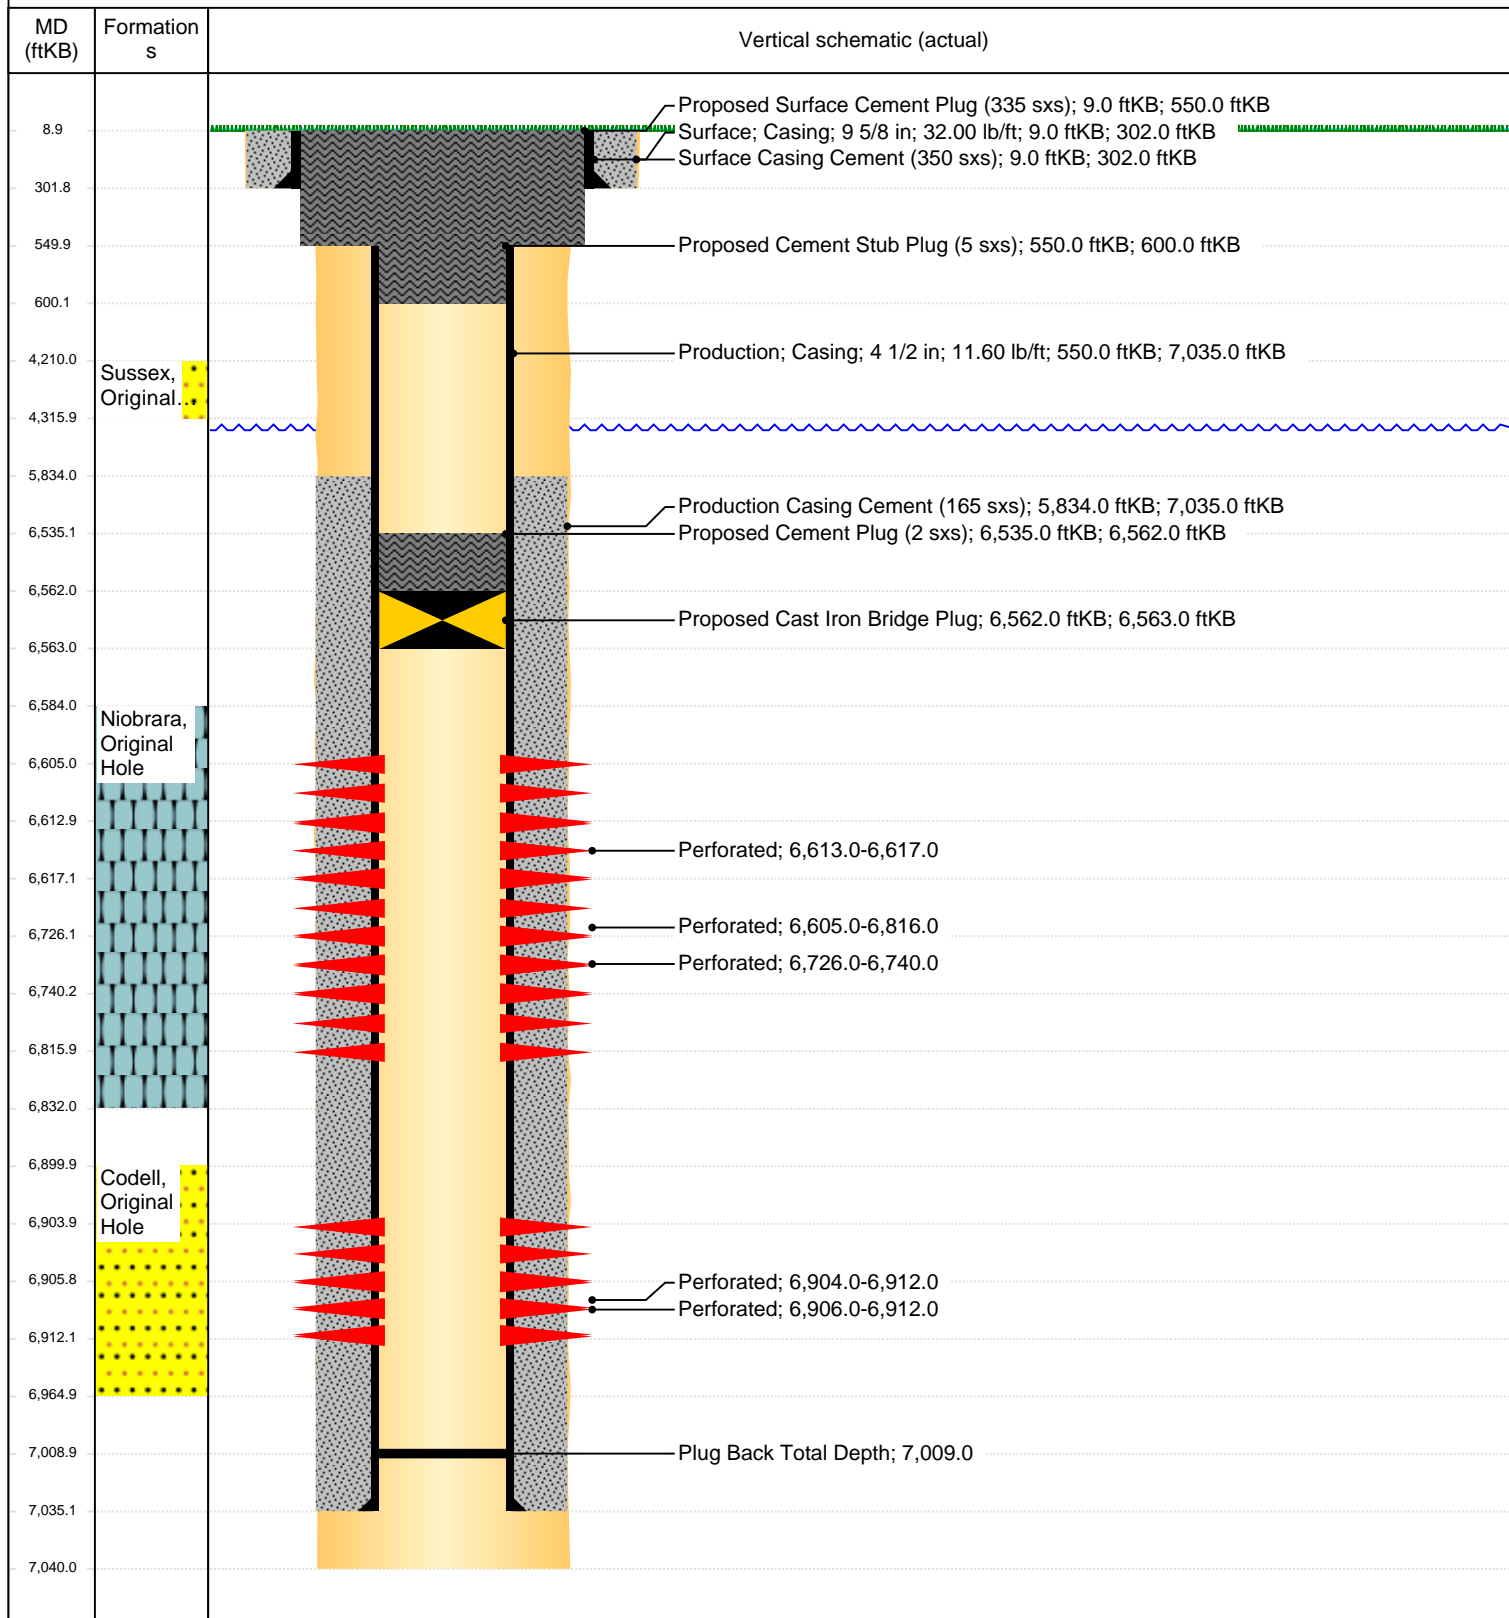 MD
(ftKB)
Formation
s
Vertical schematic (actual)
8.9
301.8
549.9
600.1
4,210.0
4,315.9
5,834.0
6,535.1
6,562.0
6,563.0
6,584.0
6,605.0
6,612.9
6,617.1
6,726.1
6,740.2
6,815.9
6,832.0
6,899.9
6,903.9
6,905.8
6,912.1
6,964.9
7,008.9
7,035.1
7,040.0
Sussex,
Original...
Niobrara,
Original
Hole
Codell,
Original
Hole
Proposed Surface Cement Plug (335 sxs); 9.0 ftKB; 550.0 ftKB
Surface; Casing; 9 5/8 in; 32.00 lb/ft; 9.0 ftKB; 302.0 ftKB
Surface Casing Cement (350 sxs); 9.0 ftKB; 302.0 ftKB
Proposed Cement Stub Plug (5 sxs); 550.0 ftKB; 600.0 ftKB
Production; Casing; 4 1/2 in; 11.60 lb/ft; 550.0 ftKB; 7,035.0 ftKB
Production Casing Cement (165 sxs); 5,834.0 ftKB; 7,035.0 ftKB
Proposed Cement Plug (2 sxs); 6,535.0 ftKB; 6,562.0 ftKB
Proposed Cast Iron Bridge Plug; 6,562.0 ftKB; 6,563.0 ftKB
Perforated; 6,613.0-6,617.0
Perforated; 6,605.0-6,816.0
Perforated; 6,726.0-6,740.0
Perforated; 6,904.0-6,912.0
Perforated; 6,906.0-6,912.0
Plug Back Total Depth; 7,009.0